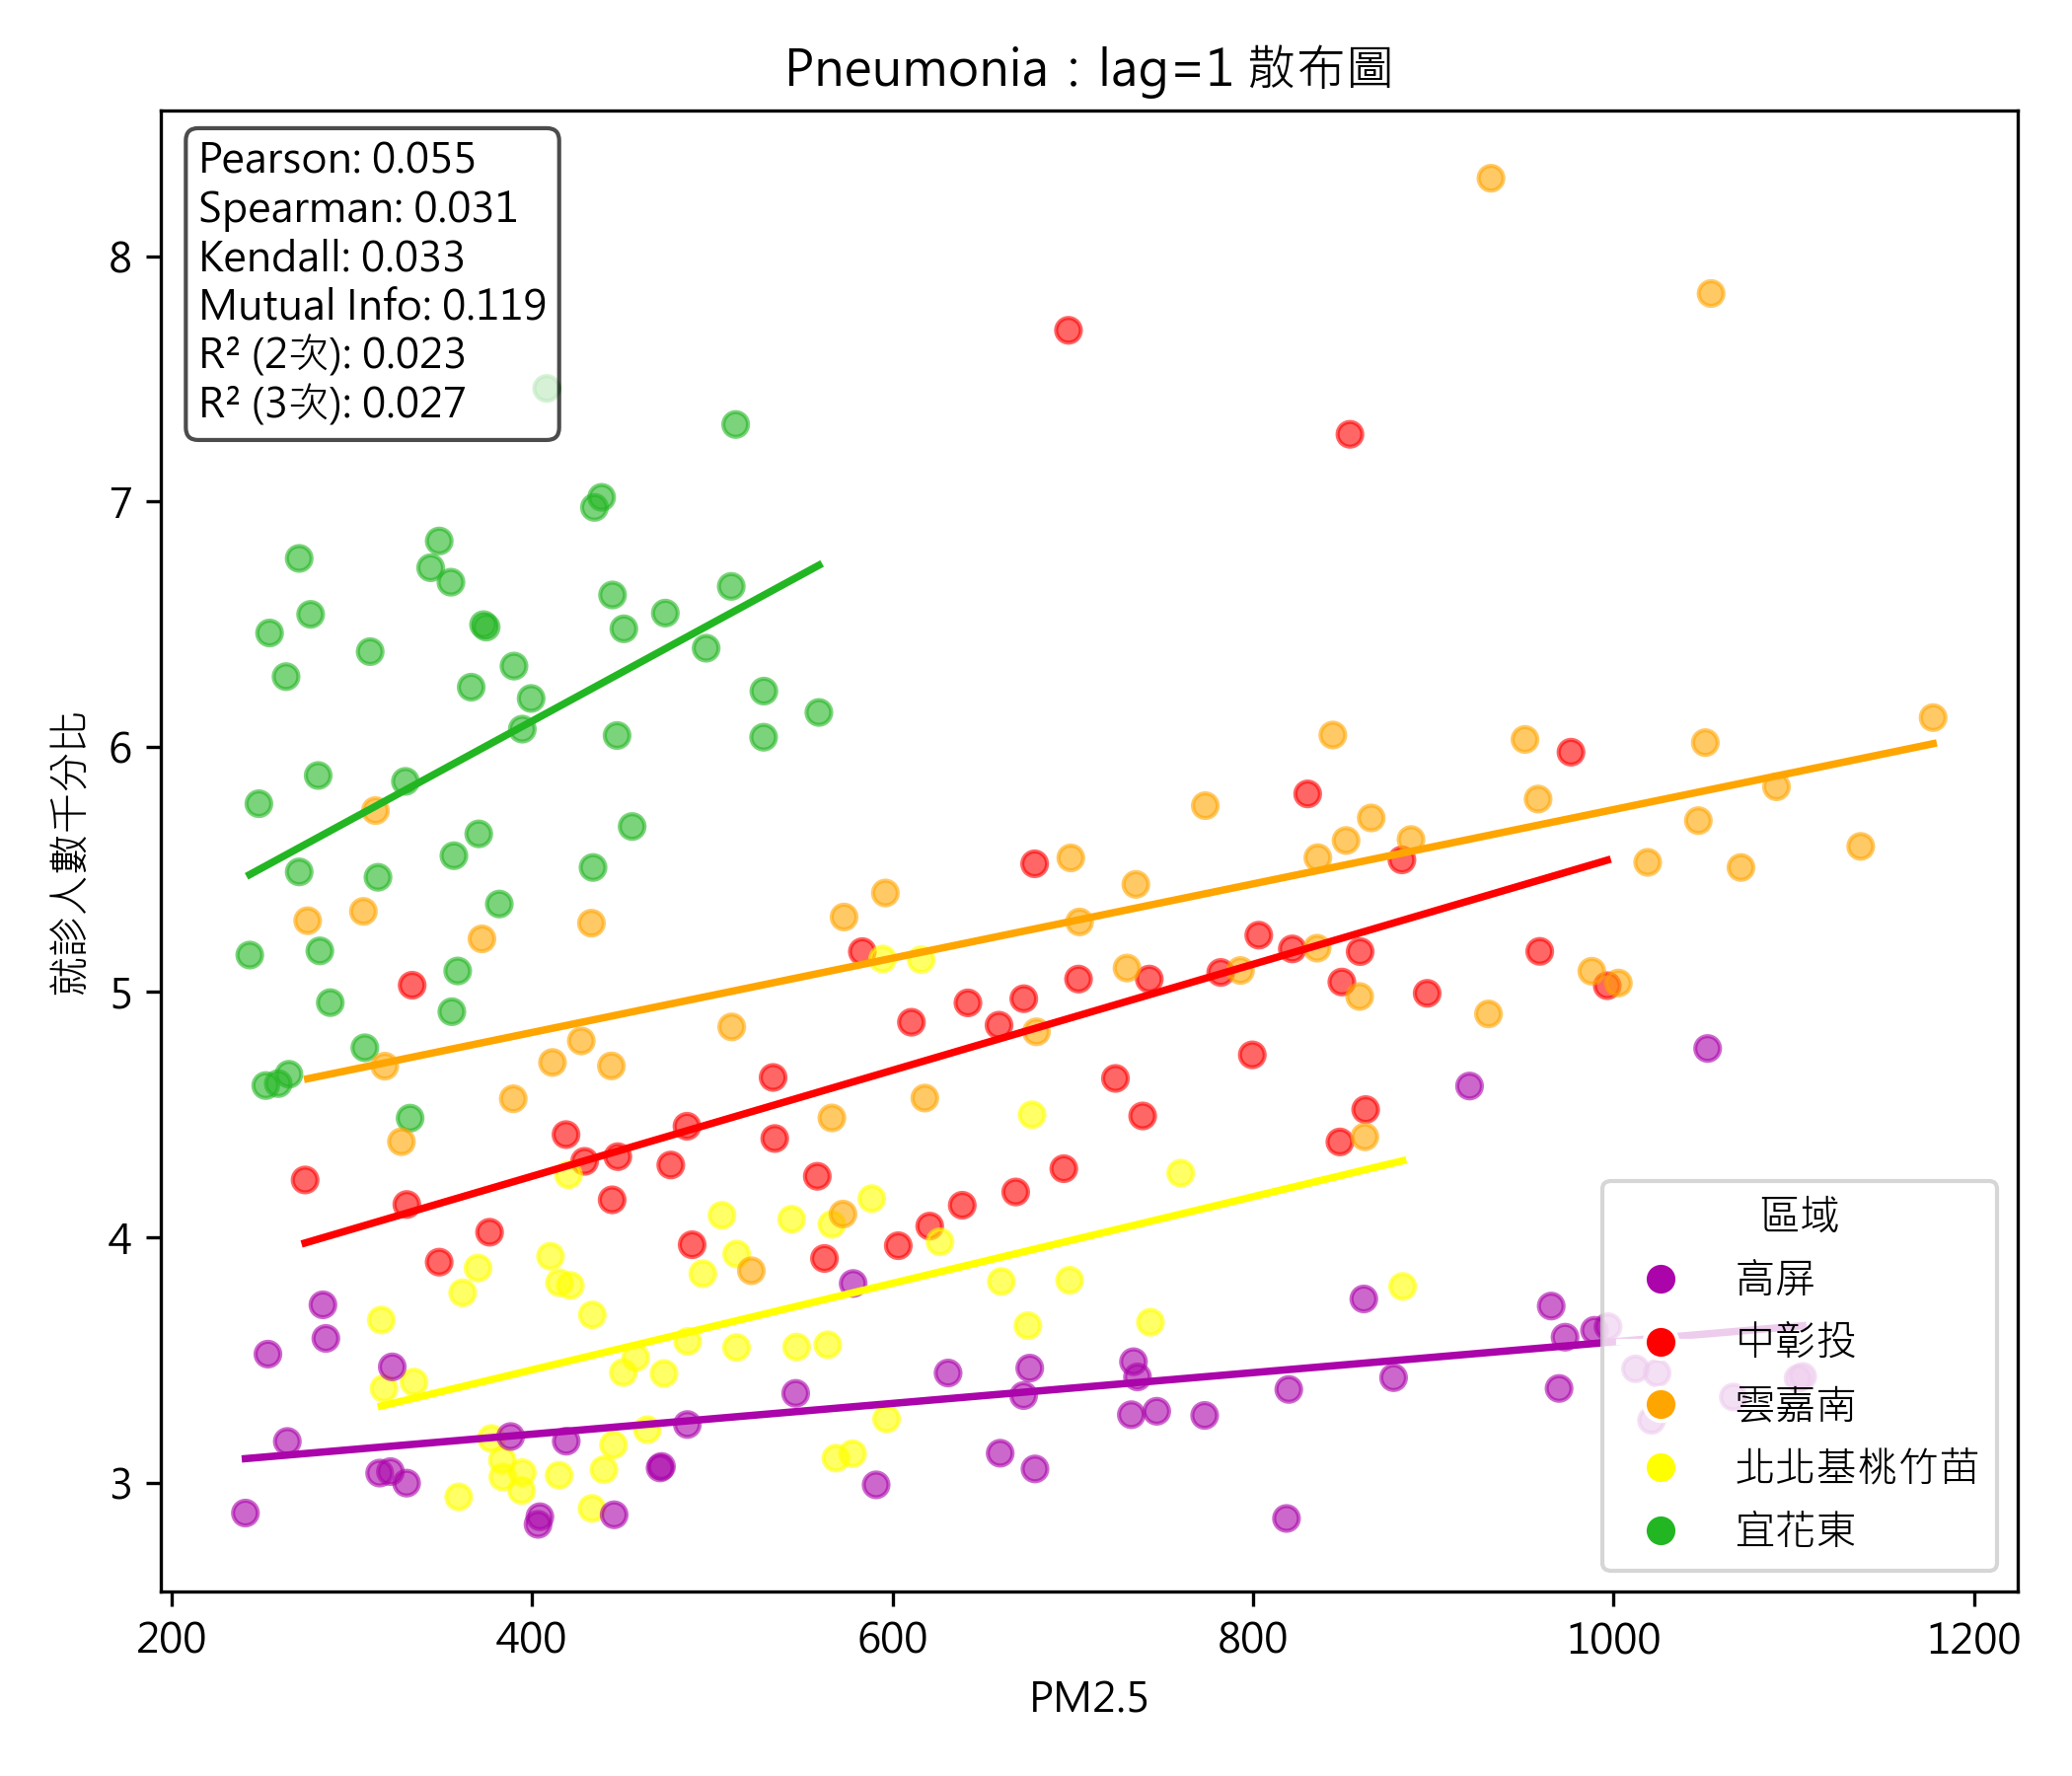 Pneumonia：lag=1 散布圖
Pearson: 0.055
Spearman: 0.031
Kendall: 0.033
Mutual Info: 0.119
R² (2次): 0.023
R² (3次): 0.027
就診人數千分比
8
7
6
5
4
3
區域
高屏
中彰投
雲嘉南
北北基桃竹苗
宜花東
200 400 600 800 1000 1200
PM2.5